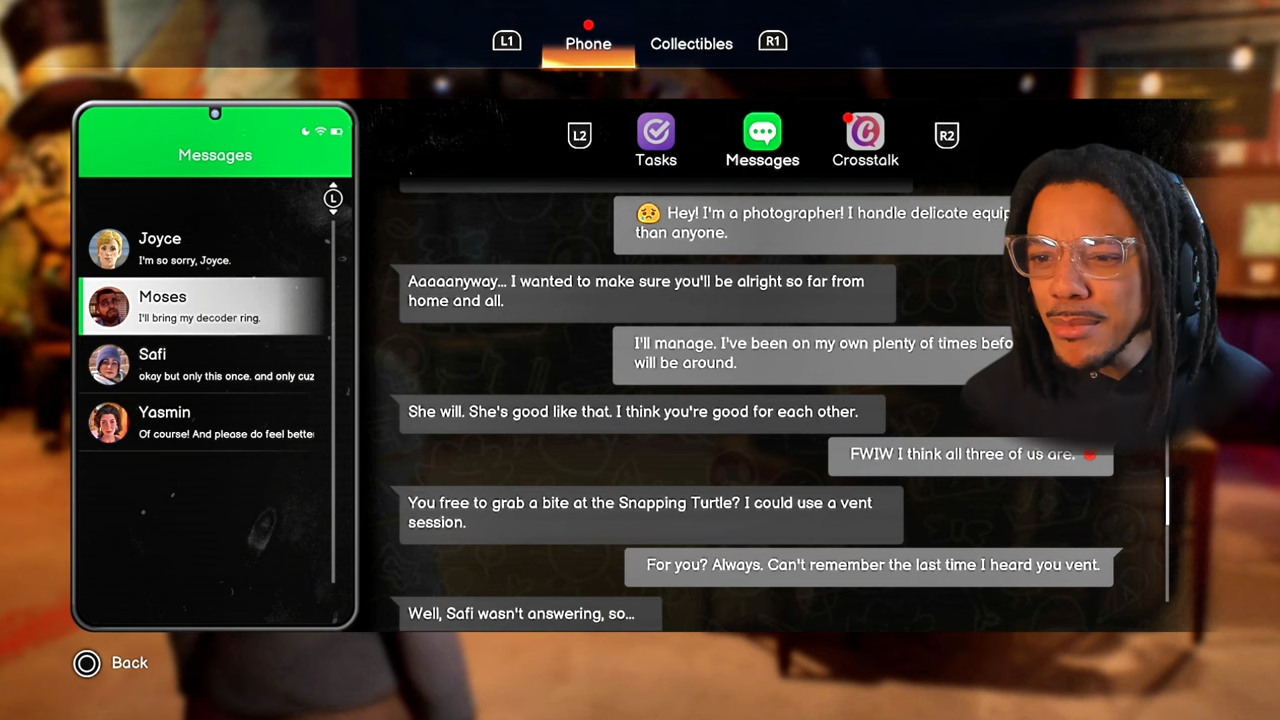 L1
Phone
Collectibles
R1
Messages
L2
Tasks
Messages
Crosstalk
R2
L
Joyce
I'm so sorry, Joyce.
Moses
I'll bring my decoder ring.
Safi
okay but only this once. and only cuz
Yasmin
Of course! And please do feel bette
😥 Hey! I'm a photographer! I handle delicate equip
than anyone.
Aaaaanyway... I wanted to make sure you'll be alright so far from
home and all.
I'll manage. I've been on my own plenty of times befo
will be around.
She will. She's good like that. I think you're good for each other.
FWIW I think all three of us are.
You free to grab a bite at the Snapping Turtle? I could use a vent
session.
For you? Always. Can't remember the last time I heard you vent.
Well, Safi wasn't answering, so...
Back